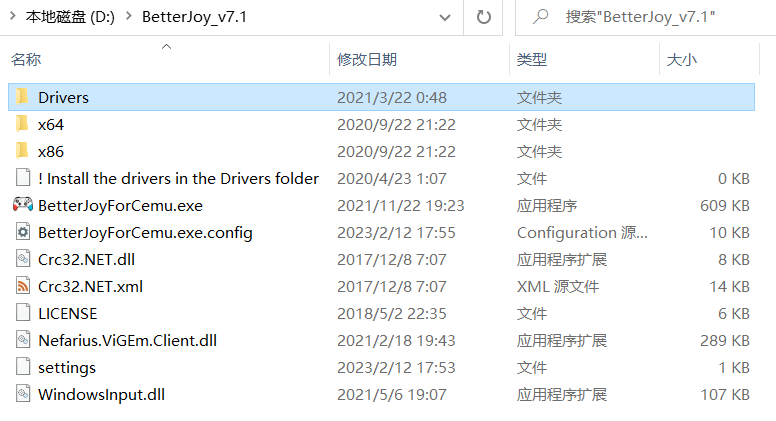 本地磁盘 (D:) BetterJoy_v7.1 搜索"BetterJoy_v7.1"
名称 修改日期 类型 大小
Drivers 2021/3/22 0:48 文件夹
x64 2020/9/22 21:22 文件夹
x86 2020/9/22 21:22 文件夹
! Install the drivers in the Drivers folder 2020/4/23 1:07 文件 0 KB
BetterJoyForCemu.exe 2021/11/22 19:23 应用程序 609 KB
BetterJoyForCemu.exe.config 2023/2/12 17:55 Configuration 源... 10 KB
Crc32.NET.dll 2017/12/8 7:07 应用程序扩展 8 KB
Crc32.NET.xml 2017/12/8 7:07 XML 源文件 14 KB
LICENSE 2018/5/2 22:35 文件 6 KB
Nefarius.ViGEm.Client.dll 2021/2/18 19:43 应用程序扩展 289 KB
settings 2023/2/12 17:53 文件 1 KB
WindowsInput.dll 2021/5/6 19:07 应用程序扩展 107 KB